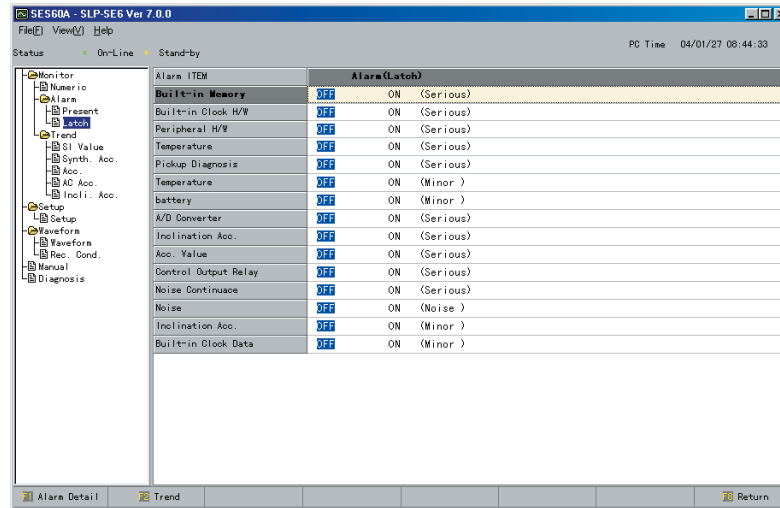 SES60A - SLP-SE6 Ver 7.0.0
File(F) View(V) Help
Status On-Line Stand-by
PC Time 04/01/27 08:44:33
Monitor
Numeric
Alarm
Present
Latch
Trend
SI Value
Synth. Acc.
Acc.
AC Acc.
Incli. Acc.
Setup
Setup
Waveform
Waveform
Rec. Cond.
Manual
Diagnosis
Alarm ITEM Alarm(Latch)
Built-in Memory OFF ON (Serious)
Built-in Clock H/W OFF ON (Serious)
Peripheral H/W OFF ON (Serious)
Temperature OFF ON (Serious)
Pickup Diagnosis OFF ON (Serious)
Temperature OFF ON (Minor )
battery OFF ON (Minor )
A/D Converter OFF ON (Serious)
Inclination Acc. OFF ON (Serious)
Acc. Value OFF ON (Serious)
Control Output Relay OFF ON (Serious)
Noise Continuace OFF ON (Serious)
Noise OFF ON (Noise )
Inclination Acc. OFF ON (Minor )
Built-in Clock Data OFF ON (Minor )
Alarm Detail Trend Return